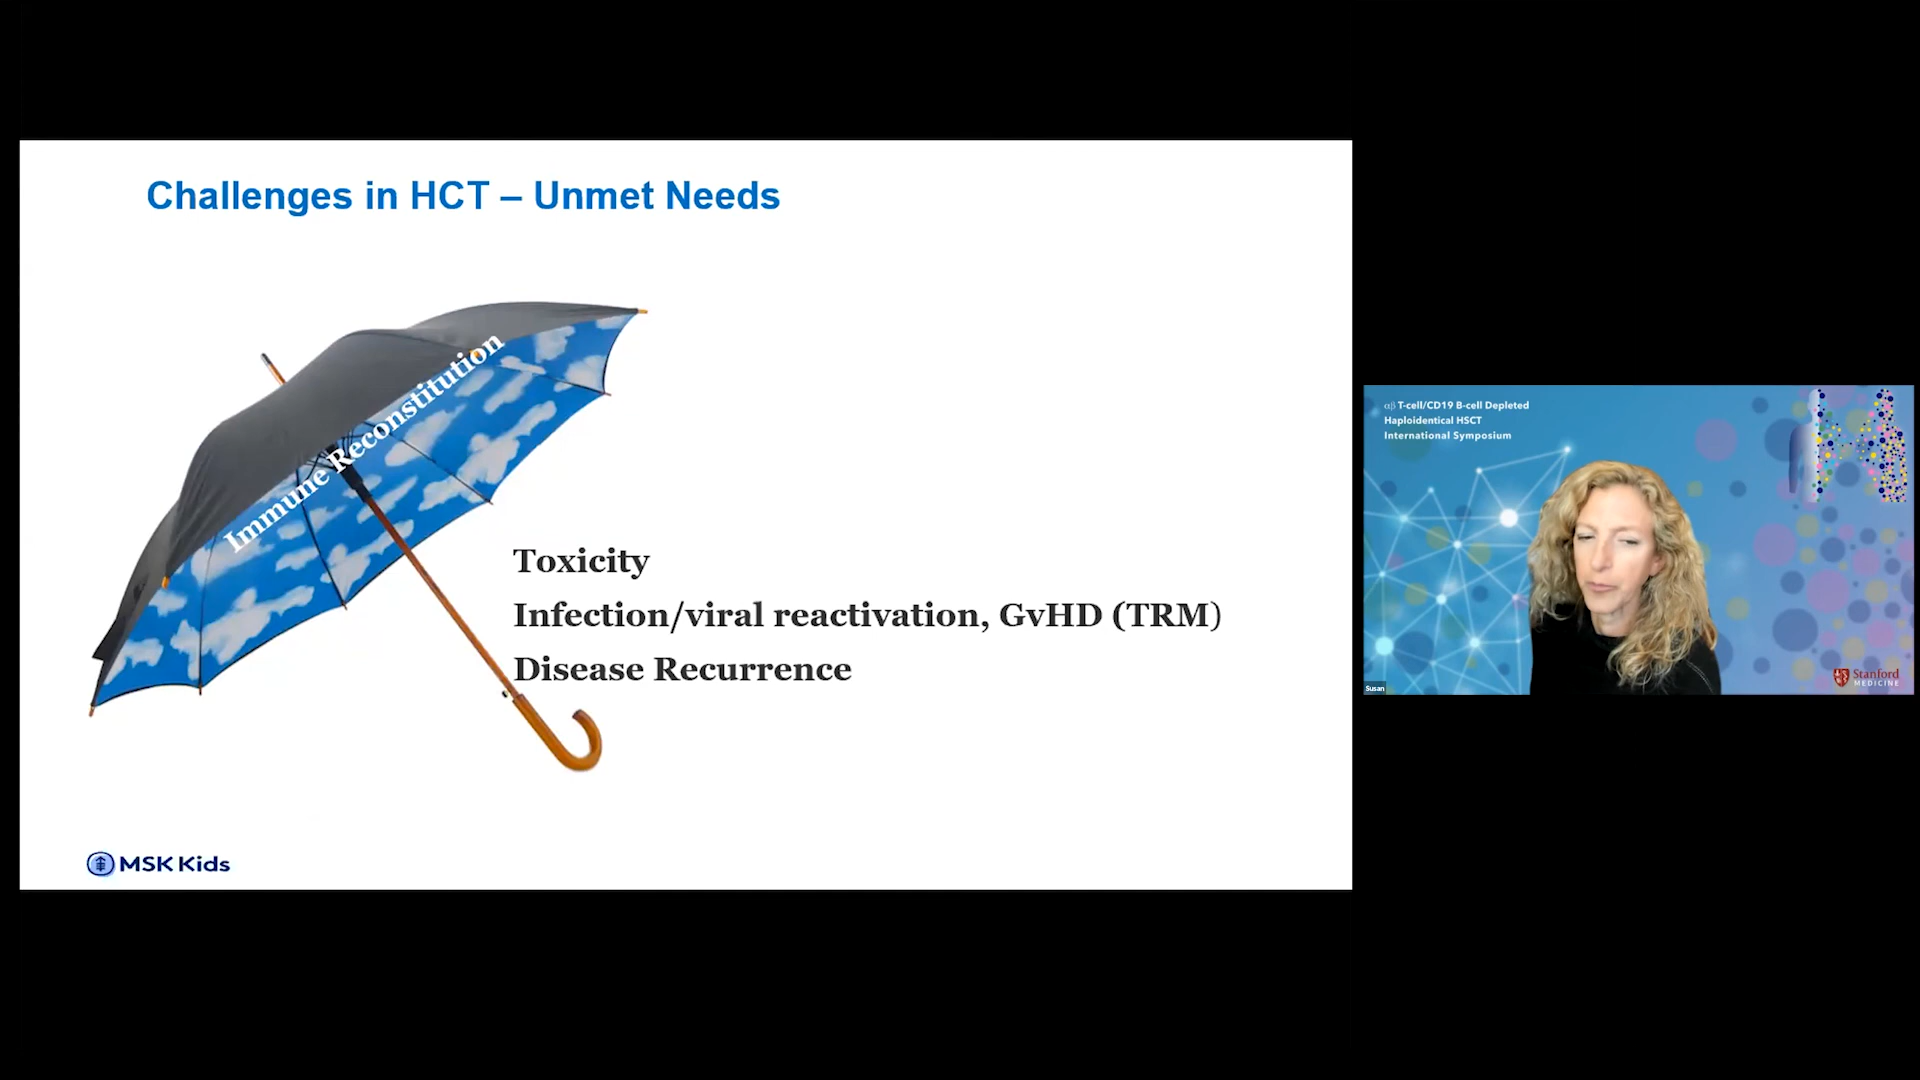 Challenges in HCT – Unmet Needs
Immune Reconstitution
Toxicity
Infection/viral reactivation, GvHD (TRM)
Disease Recurrence
MSK Kids
αβ T-cell/CD19 B-cell Depleted
Haploidentical HSCT
International Symposium
Susan
Stanford
MEDICINE